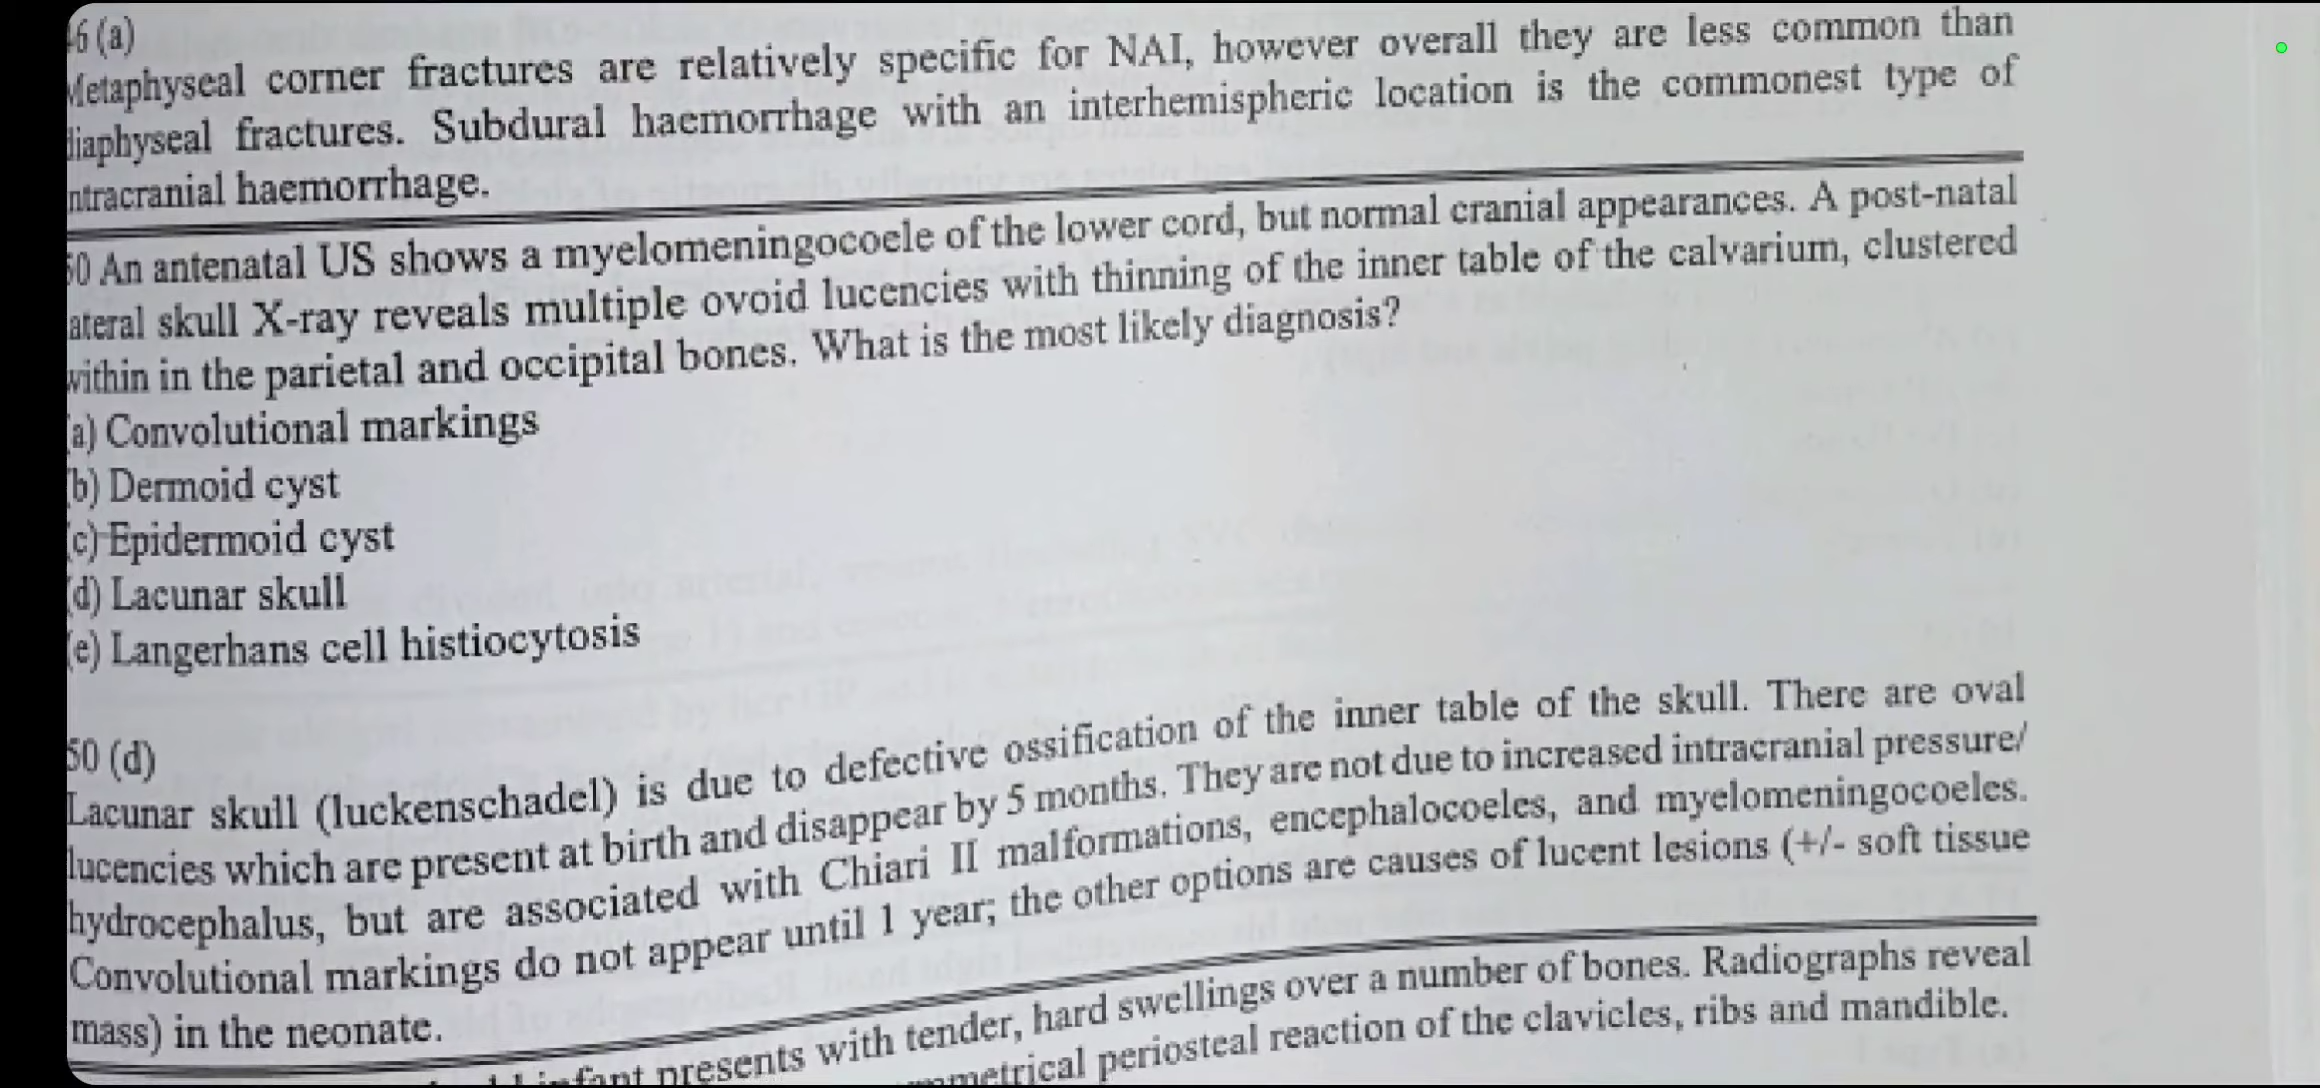 6 (a)
Metaphyseal corner fractures are relatively specific for NAI, however overall they are less common than
diaphyseal fractures. Subdural haemorrhage with an interhemispheric location is the commonest type of
ntracranial haemorrhage.
50 An antenatal US shows a myelomeningocoele of the lower cord, but normal cranial appearances. A post-natal
ateral skull X-ray reveals multiple ovoid lucencies with thinning of the inner table of the calvarium, clustered
within in the parietal and occipital bones. What is the most likely diagnosis?
a) Convolutional markings
(b) Dermoid cyst
(c) Epidermoid cyst
(d) Lacunar skull
(e) Langerhans cell histiocytosis
50 (d)
Lacunar skull (luckenschadel) is due to defective ossification of the inner table of the skull. There are oval
lucencies which are present at birth and disappear by 5 months. They are not due to increased intracranial pressure/
hydrocephalus, but are associated with Chiari II malformations, encephalocoeles, and myelomeningocoeles.
Convolutional markings do not appear until 1 year; the other options are causes of lucent lesions (+/- soft tissue
mass) in the neonate.
infant presents with tender, hard swellings over a number of bones. Radiographs reveal
metrical periosteal reaction of the clavicles, ribs and mandible.